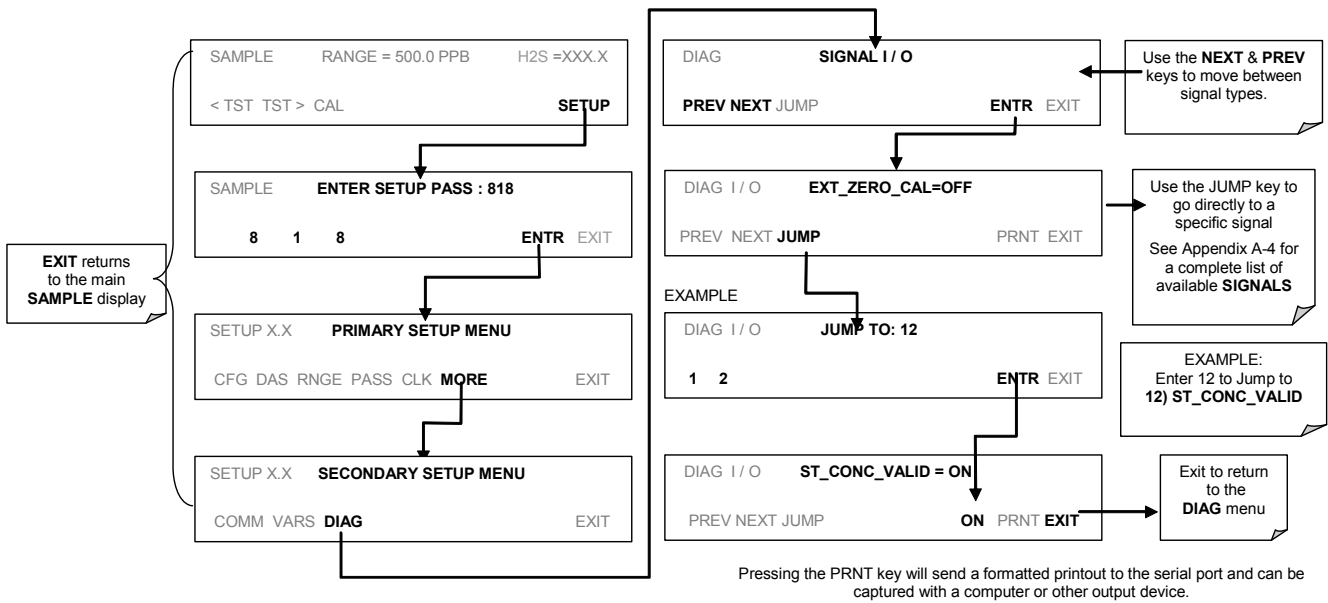 SAMPLE RANGE = 500.0 PPB H2S =XXX.X
< TST TST > CAL SETUP
SAMPLE ENTER SETUP PASS : 818
8 1 8 ENTR EXIT
EXIT returns
to the main
SAMPLE display
SETUP X.X PRIMARY SETUP MENU
CFG DAS RNGE PASS CLK MORE EXIT
SETUP X.X SECONDARY SETUP MENU
COMM VARS DIAG EXIT
DIAG SIGNAL I / O
PREV NEXT JUMP ENTR EXIT
Use the NEXT & PREV
keys to move between
signal types.
DIAG I / O EXT_ZERO_CAL=OFF
PREV NEXT JUMP PRNT EXIT
Use the JUMP key to
go directly to a
specific signal
See Appendix A-4 for
a complete list of
available SIGNALS
EXAMPLE
DIAG I / O JUMP TO: 12
1 2 ENTR EXIT
EXAMPLE:
Enter 12 to Jump to
12) ST_CONC_VALID
DIAG I / O ST_CONC_VALID = ON
PREV NEXT JUMP ON PRNT EXIT
Exit to return
to the
DIAG menu
Pressing the PRNT key will send a formatted printout to the serial port and can be
captured with a computer or other output device.